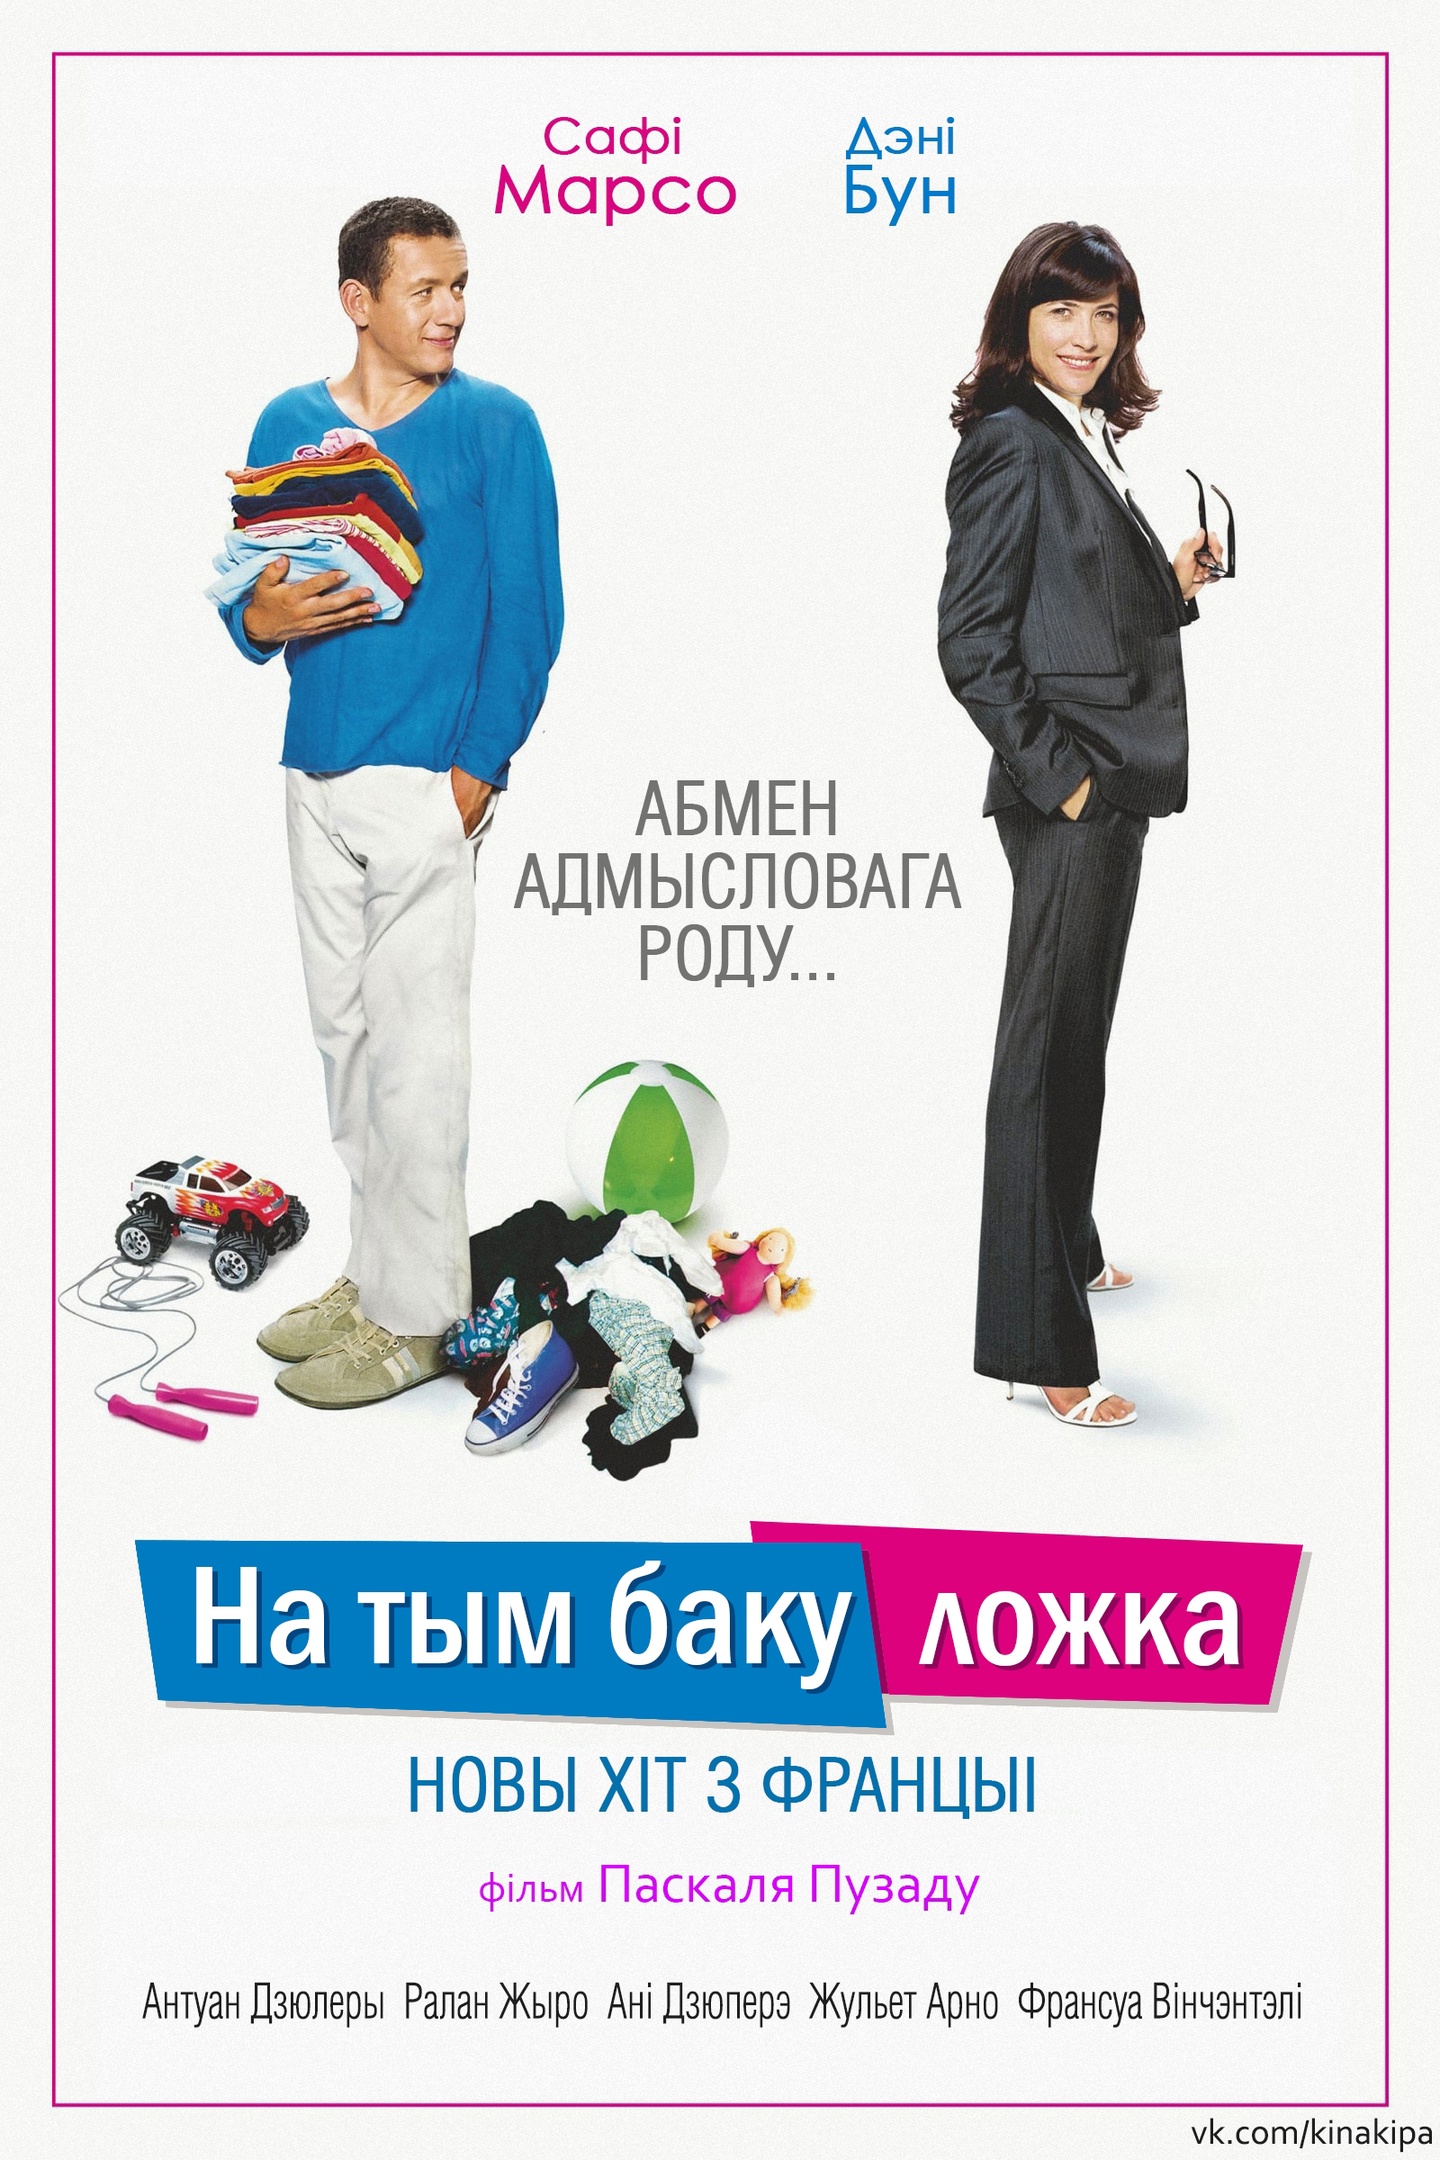 Сафі
Марсо
Дэні
Бун
АБМЕН
АДМЫСЛОВАГА
РОДУ...
На тым баку ложка
НОВЫ ХІТ З ФРАНЦЫІ
фільм Паскаля Пузаду
Антуан Дзюлеры Ралан Жыро Ані Дзюперэ Жульет Арно Франсуа Вінчэнтэлі
vk.com/kinakipa